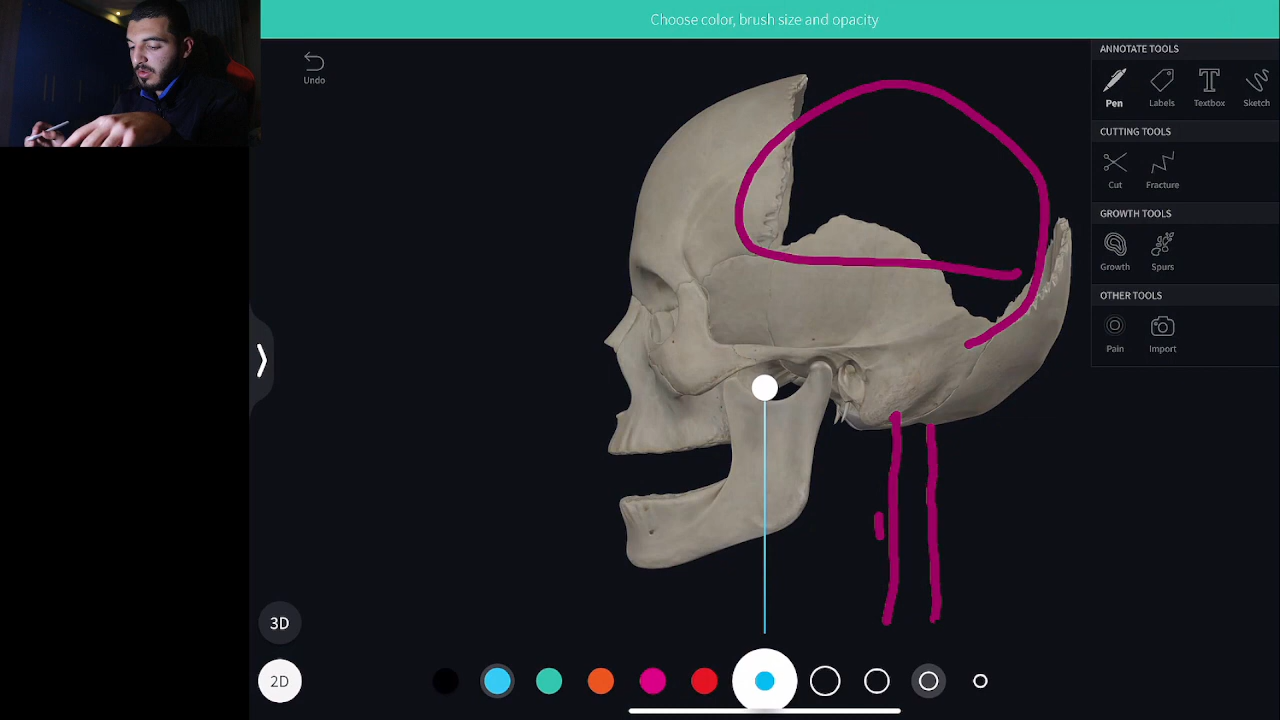 Choose color, brush size and opacity
Undo
ANNOTATE TOOLS
Pen
Labels
Textbox
Sketch
CUTTING TOOLS
Cut
Fracture
GROWTH TOOLS
Growth
Spurs
OTHER TOOLS
Pain
Import
3D
2D